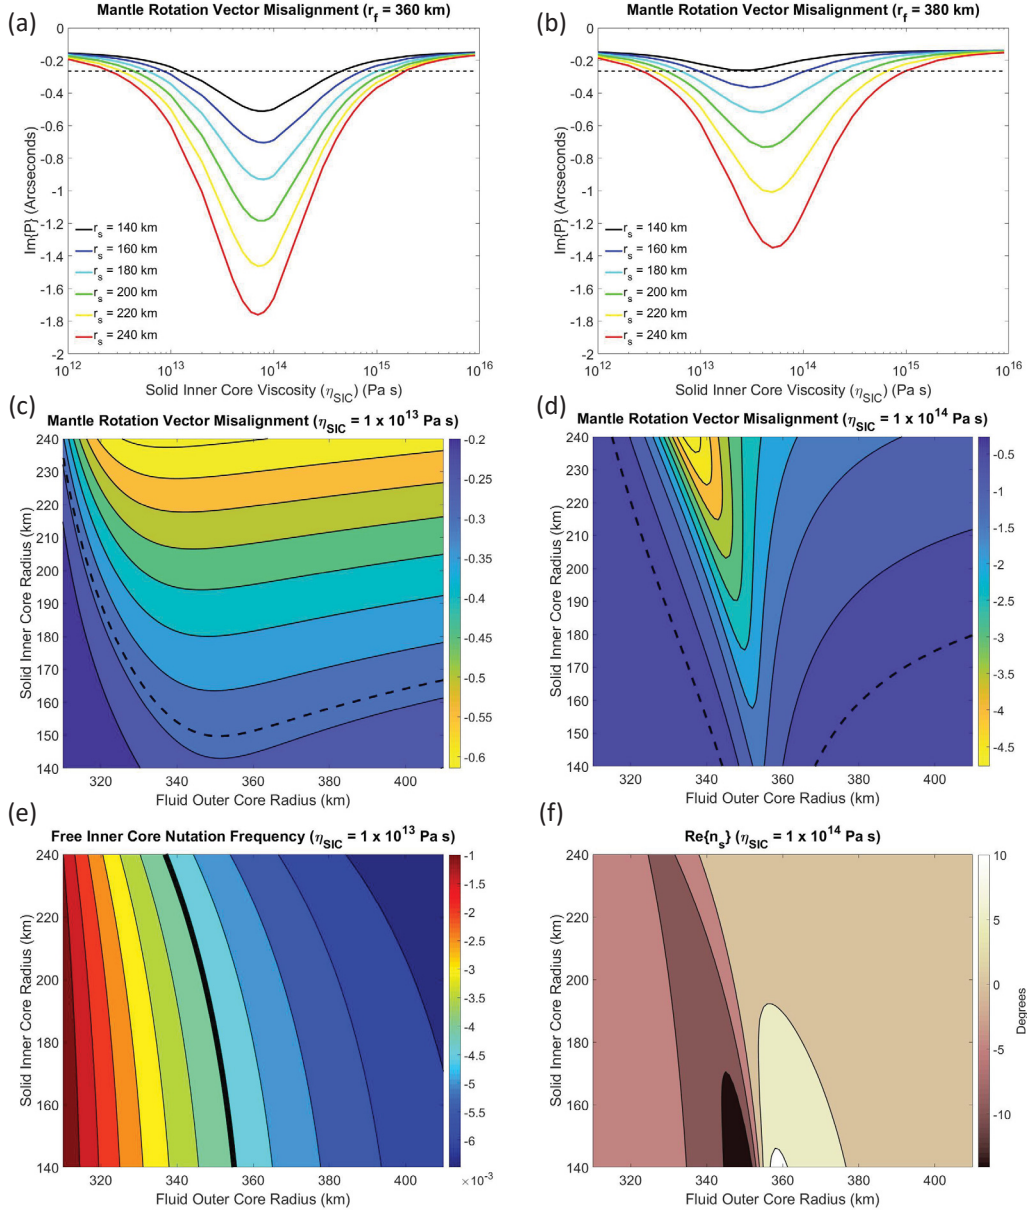 (a)
Mantle Rotation Vector Misalignment (r_f = 360 km)
0
-0.2
-0.4
-0.6
-0.8
-1
-1.2
-1.4
-1.6
-1.8
-2
Im{P} (Arcseconds)
r_s = 140 km
r_s = 160 km
r_s = 180 km
r_s = 200 km
r_s = 220 km
r_s = 240 km
10^12 10^13 10^14 10^15 10^16
Solid Inner Core Viscosity (η_SIC) (Pa s)
(b)
Mantle Rotation Vector Misalignment (r_f = 380 km)
0
-0.2
-0.4
-0.6
-0.8
-1
-1.2
-1.4
-1.6
-1.8
-2
Im{P} (Arcseconds)
r_s = 140 km
r_s = 160 km
r_s = 180 km
r_s = 200 km
r_s = 220 km
r_s = 240 km
10^12 10^13 10^14 10^15 10^16
Solid Inner Core Viscosity (η_SIC) (Pa s)
(c)
Mantle Rotation Vector Misalignment (η_SIC = 1 x 10^13 Pa s)
240
230
220
210
200
190
180
170
160
150
140
Solid Inner Core Radius (km)
320 340 360 380 400
Fluid Outer Core Radius (km)
-0.2
-0.25
-0.3
-0.35
-0.4
-0.45
-0.5
-0.55
-0.6
(d)
Mantle Rotation Vector Misalignment (η_SIC = 1 x 10^14 Pa s)
240
230
220
210
200
190
180
170
160
150
140
Solid Inner Core Radius (km)
320 340 360 380 400
Fluid Outer Core Radius (km)
-0.5
-1
-1.5
-2
-2.5
-3
-3.5
-4
-4.5
(e)
Free Inner Core Nutation Frequency (η_SIC = 1 x 10^13 Pa s)
240
220
200
180
160
140
Solid Inner Core Radius (km)
320 340 360 380 400
Fluid Outer Core Radius (km)
-1
-1.5
-2
-2.5
-3
-3.5
-4
-4.5
-5
-5.5
-6
×10^-3
(f)
Re{n_s} (η_SIC = 1 x 10^14 Pa s)
240
220
200
180
160
140
Solid Inner Core Radius (km)
320 340 360 380 400
Fluid Outer Core Radius (km)
10
5
0
-5
-10
Degrees